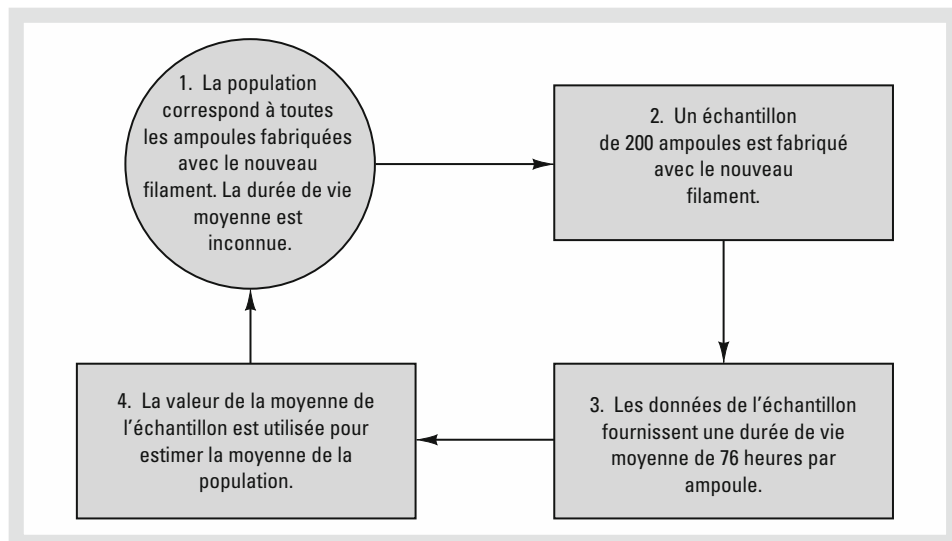 1. La population
correspond à toutes
les ampoules fabriquées
avec le nouveau
filament. La durée de vie
moyenne est
inconnue.
2. Un échantillon
de 200 ampoules est fabriqué
avec le nouveau
filament.
3. Les données de l'échantillon
fournissent une durée de vie
moyenne de 76 heures par
ampoule.
4. La valeur de la moyenne de
l'échantillon est utilisée pour
estimer la moyenne de la
population.